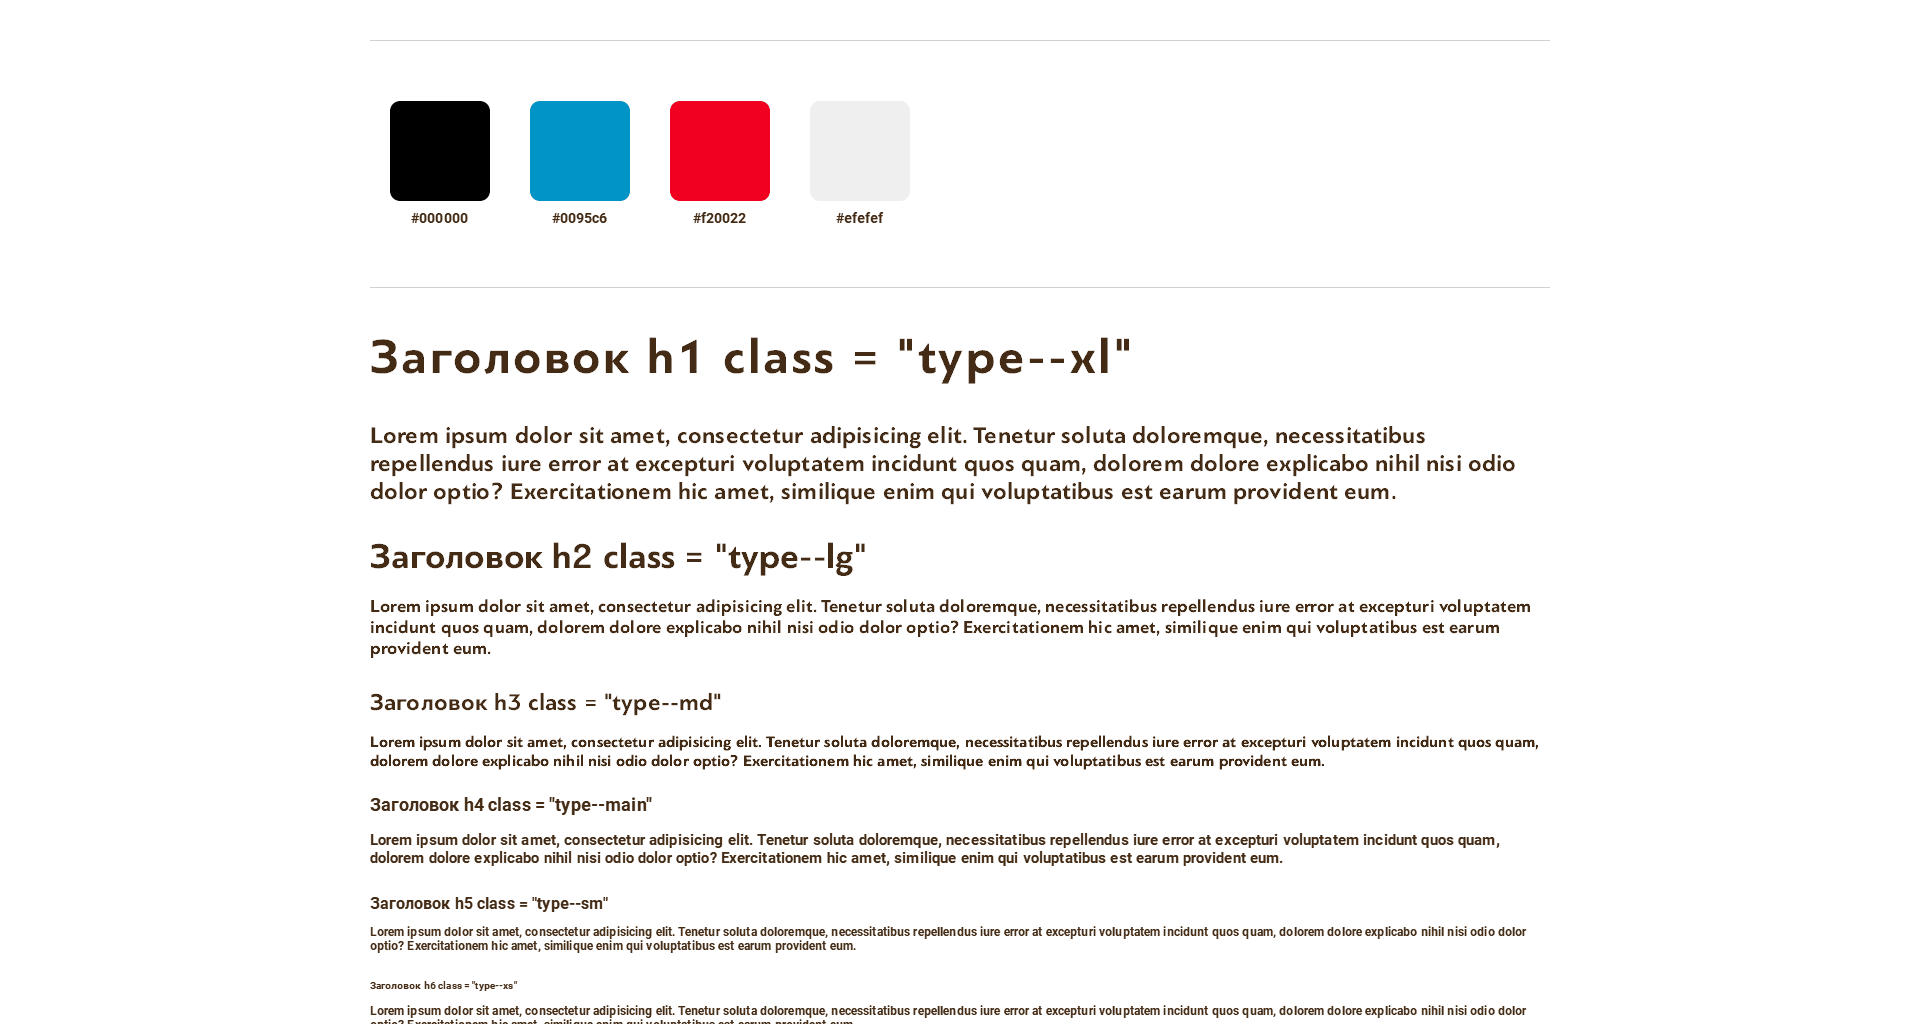 #000000
#0095c6
#f20022
#efefef
Заголовок h1 class = "type--xl"
Lorem ipsum dolor sit amet, consectetur adipisicing elit. Tenetur soluta doloremque, necessitatibus
repellendus iure error at excepturi voluptatem incidunt quos quam, dolorem dolore explicabo nihil nisi odio
dolor optio? Exercitationem hic amet, similique enim qui voluptatibus est earum provident eum.
Заголовок h2 class = "type--lg"
Lorem ipsum dolor sit amet, consectetur adipisicing elit. Tenetur soluta doloremque, necessitatibus repellendus iure error at excepturi voluptatem
incidunt quos quam, dolorem dolore explicabo nihil nisi odio dolor optio? Exercitationem hic amet, similique enim qui voluptatibus est earum
provident eum.
Заголовок h3 class = "type--md"
Lorem ipsum dolor sit amet, consectetur adipisicing elit. Tenetur soluta doloremque, necessitatibus repellendus iure error at excepturi voluptatem incidunt quos quam,
dolorem dolore explicabo nihil nisi odio dolor optio? Exercitationem hic amet, similique enim qui voluptatibus est earum provident eum.
Заголовок h4 class = "type--main"
Lorem ipsum dolor sit amet, consectetur adipisicing elit. Tenetur soluta doloremque, necessitatibus repellendus iure error at excepturi voluptatem incidunt quos quam,
dolorem dolore explicabo nihil nisi odio dolor optio? Exercitationem hic amet, similique enim qui voluptatibus est earum provident eum.
Заголовок h5 class = "type--sm"
Lorem ipsum dolor sit amet, consectetur adipisicing elit. Tenetur soluta doloremque, necessitatibus repellendus iure error at excepturi voluptatem incidunt quos quam, dolorem dolore explicabo nihil nisi odio dolor
optio? Exercitationem hic amet, similique enim qui voluptatibus est earum provident eum.
Заголовок h6 class = "type--xs"
Lorem ipsum dolor sit amet, consectetur adipisicing elit. Tenetur soluta doloremque, necessitatibus repellendus iure error at excepturi voluptatem incidunt quos quam, dolorem dolore explicabo nihil nisi odio dolor
optio? Exercitationem hic amet, similique enim qui voluptatibus est earum provident eum.